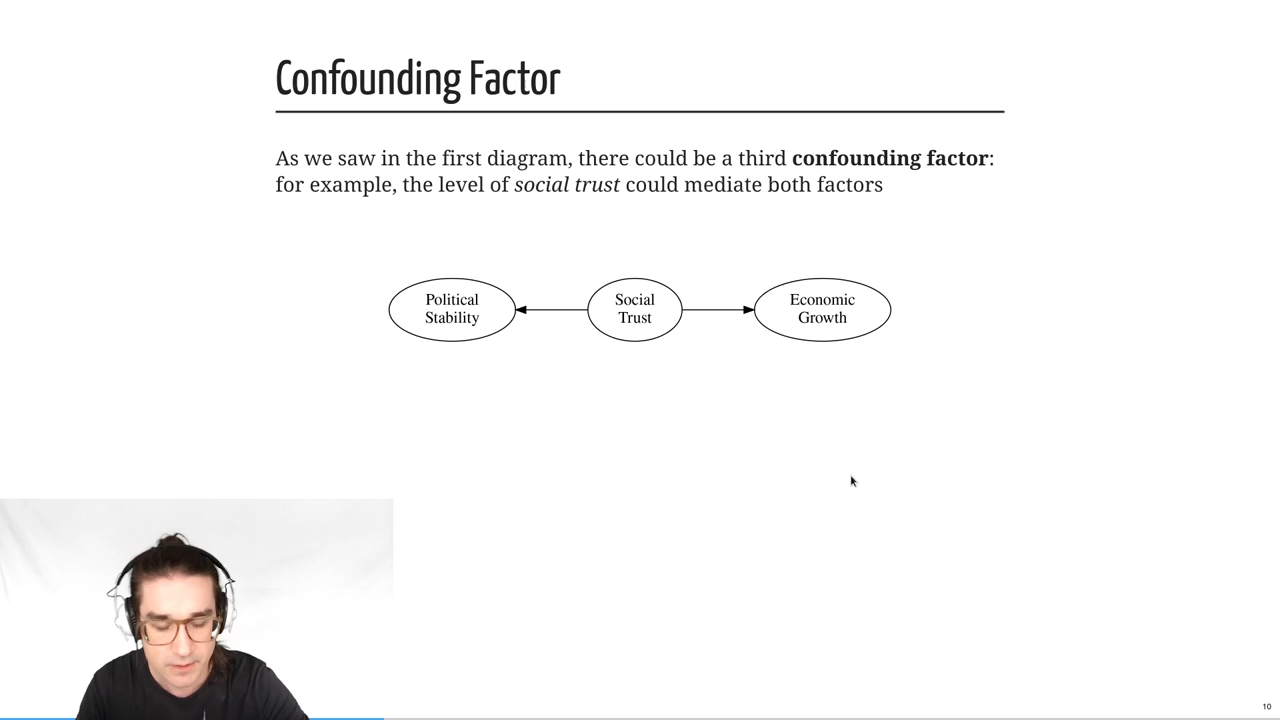 Confounding Factor
As we saw in the first diagram, there could be a third confounding factor:
for example, the level of social trust could mediate both factors
Political
Stability
Social
Trust
Economic
Growth
10